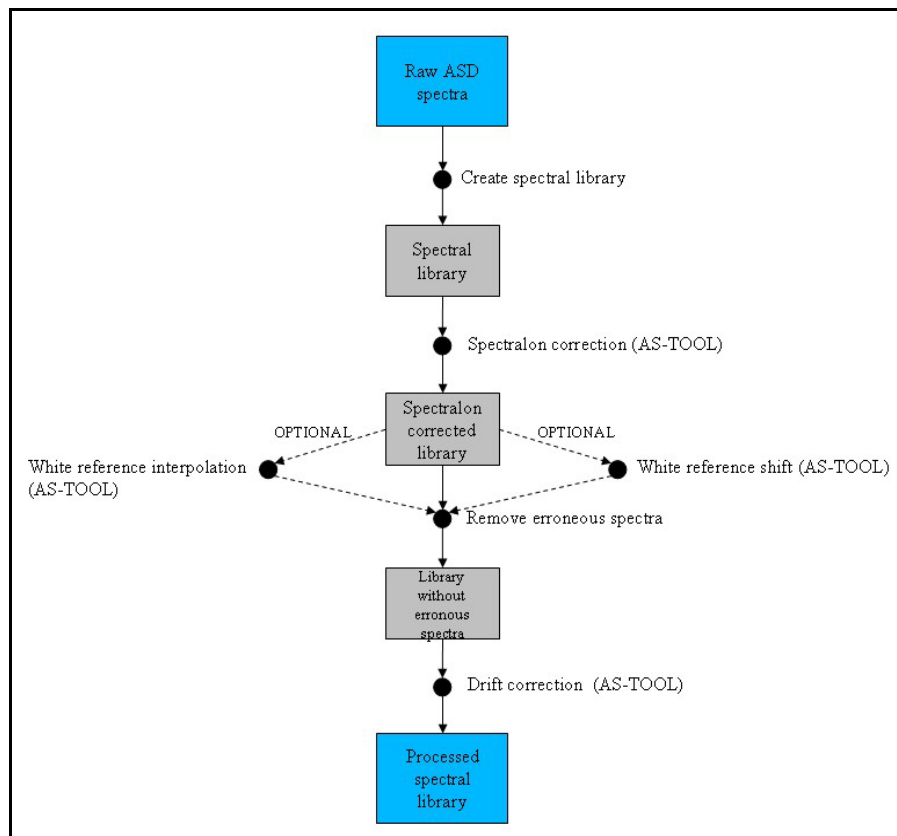 Raw ASD
spectra
Create spectral library
Spectral
library
Spectralon correction (AS-TOOL)
Spectralon
corrected
library
OPTIONAL
OPTIONAL
White reference interpolation
(AS-TOOL)
White reference shift (AS-TOOL)
Remove erroneous spectra
Library
without
erronous
spectra
Drift correction (AS-TOOL)
Processed
spectral
library